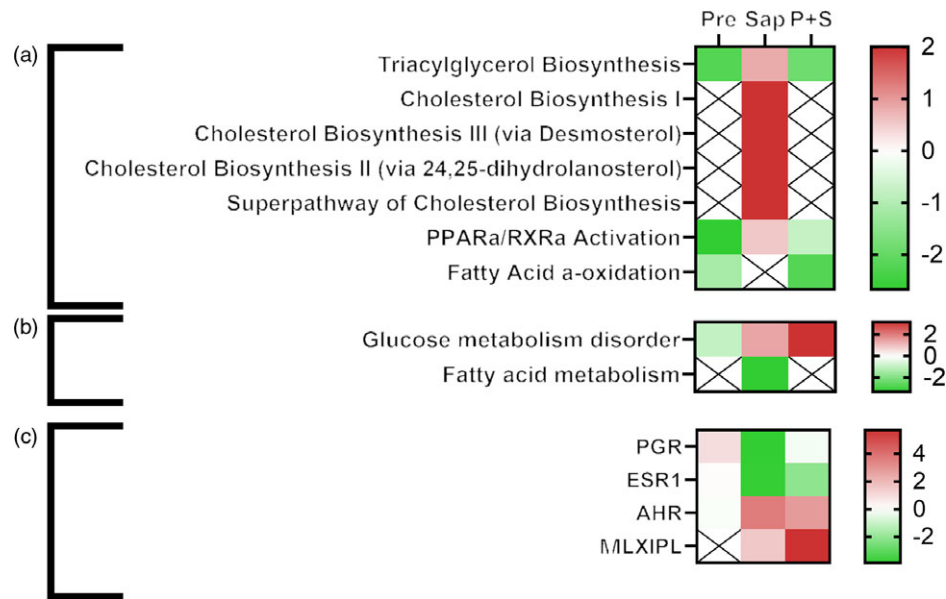 Pre Sap P+S
(a)
Triacylglycerol Biosynthesis
Cholesterol Biosynthesis I
Cholesterol Biosynthesis III (via Desmosterol)
Cholesterol Biosynthesis II (via 24,25-dihydrolanosterol)
Superpathway of Cholesterol Biosynthesis
PPARa/RXRa Activation
Fatty Acid a-oxidation
2
1
0
-1
-2
(b)
Glucose metabolism disorder
Fatty acid metabolism
2
0
-2
(c)
PGR
ESR1
AHR
MLXIPL
4
2
0
-2